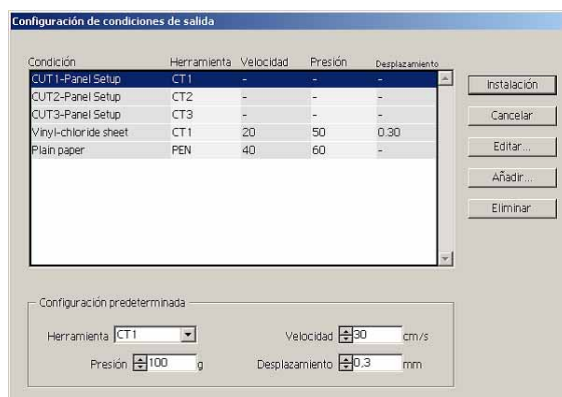 Configuración de condiciones de salida
Condición Herramienta Velocidad Presión Desplazamiento
CUT1-Panel Setup CT1 - - -
CUT2-Panel Setup CT2 - - -
CUT3-Panel Setup CT3 - - -
Vinyl-chloride sheet CT1 20 50 0.30
Plain paper PEN 40 60 -
Instalación
Cancelar
Editar...
Añadir...
Eliminar
Configuración predeterminada
Herramienta CT1 Velocidad 30 cm/s
Presión 100 g Desplazamiento 0,3 mm